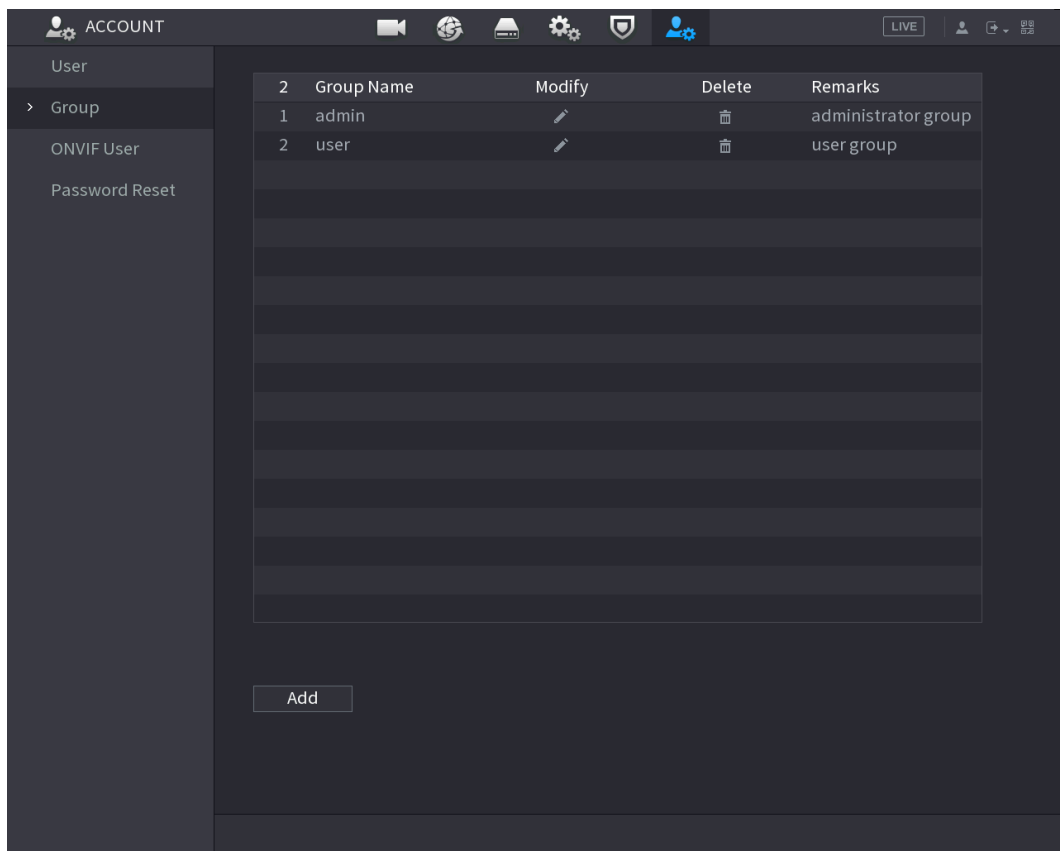 ACCOUNT LIVE
User
Group
ONVIF User
Password Reset
2 Group Name Modify Delete Remarks
1 admin administrator group
2 user user group
Add